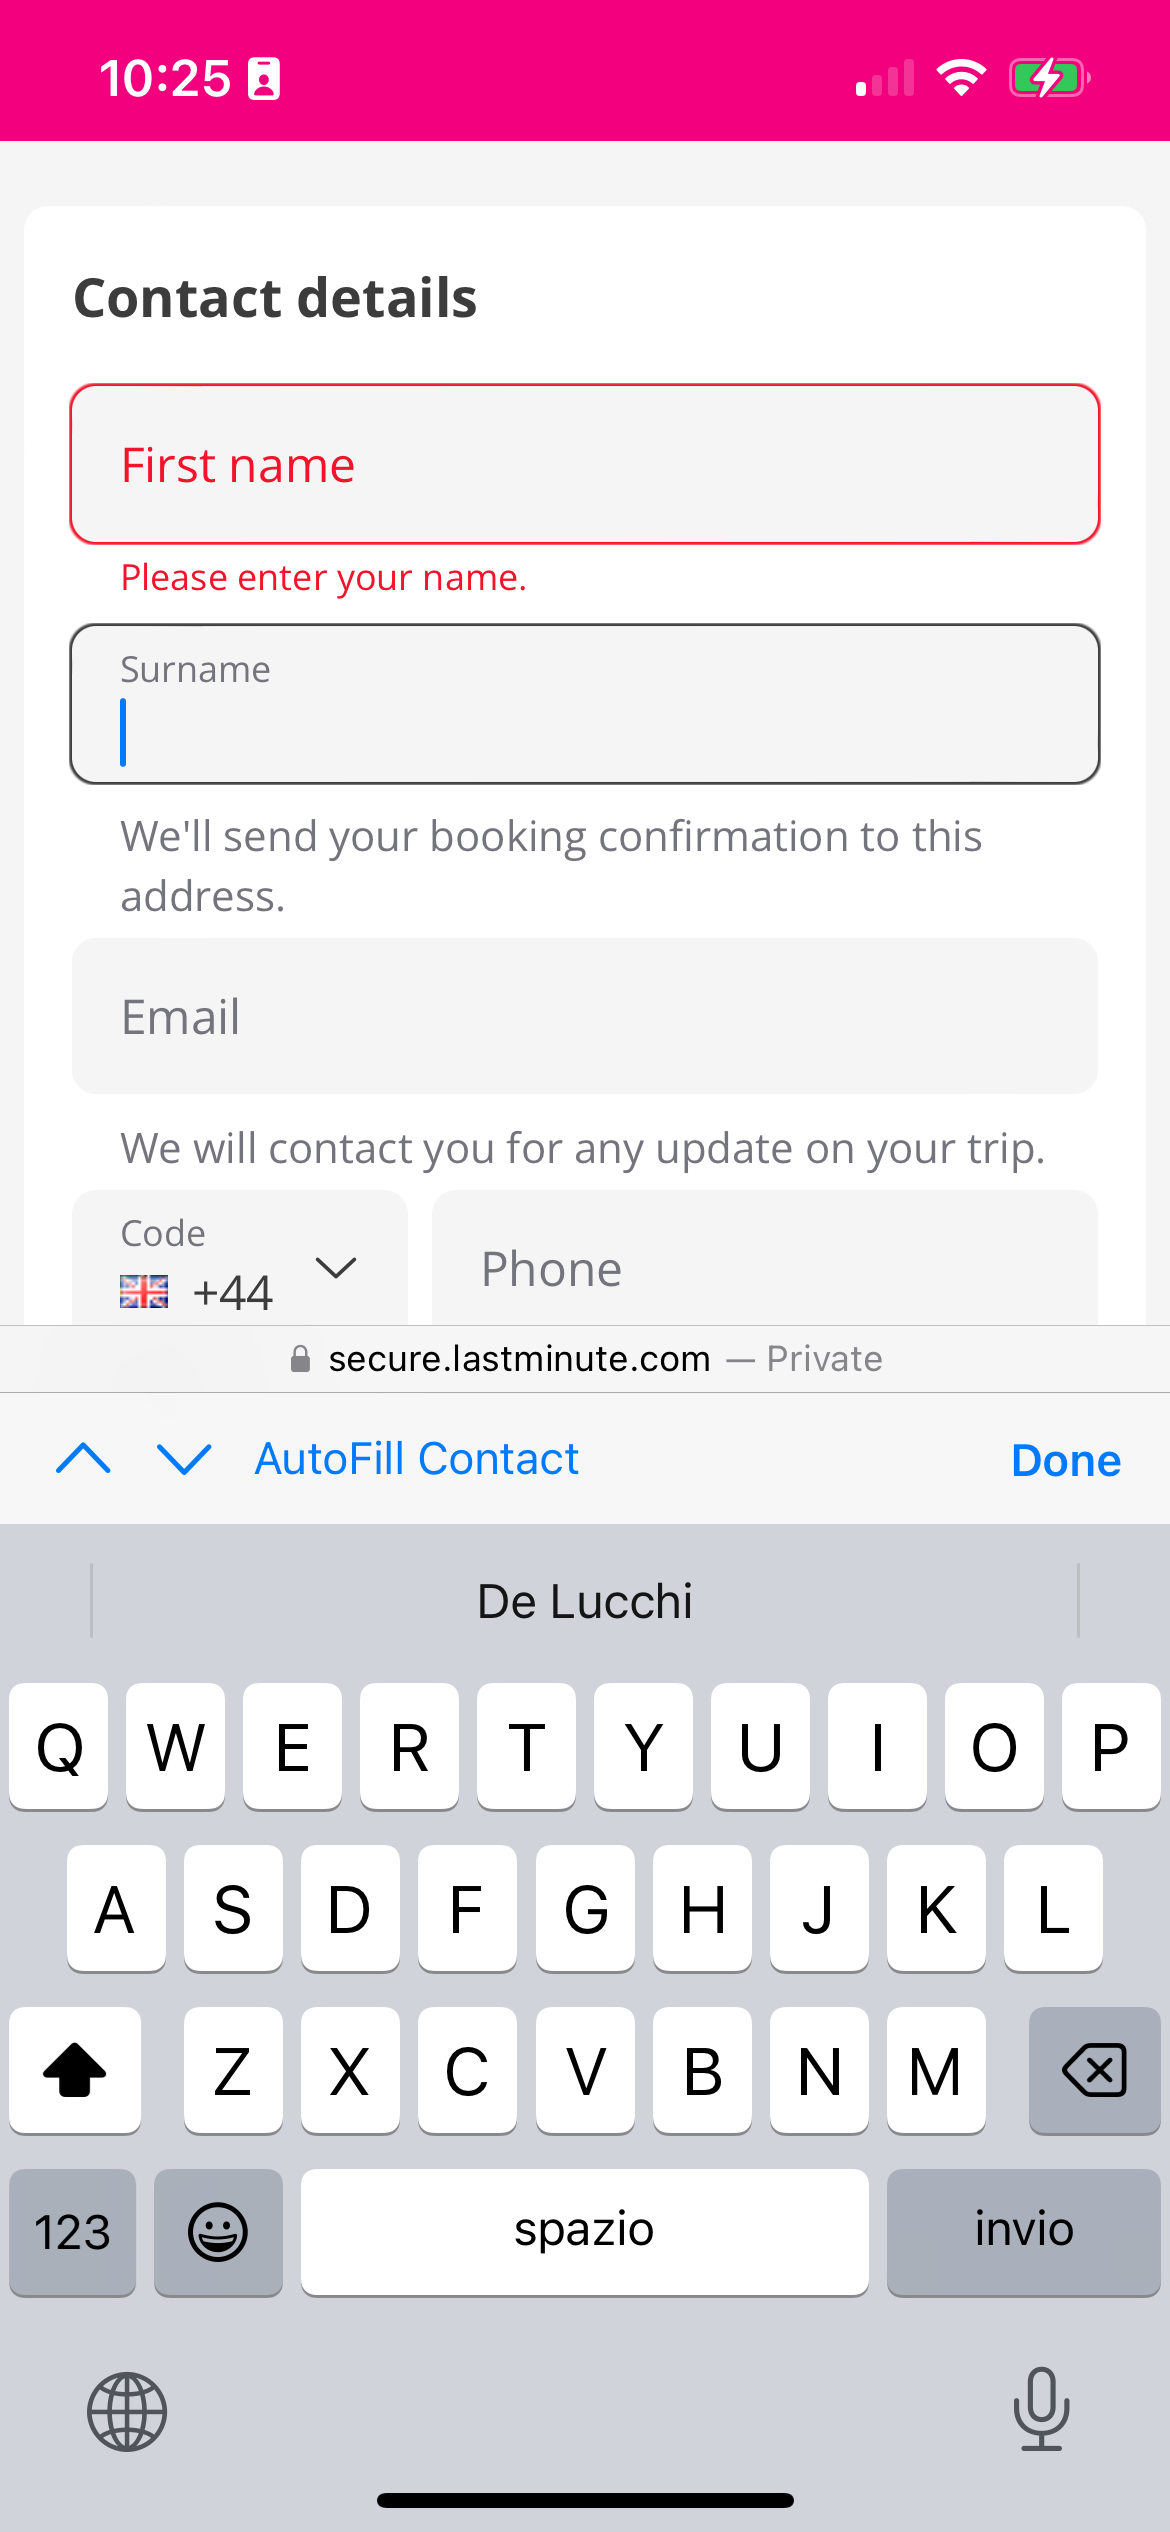 10:25
Contact details
First name
Please enter your name.
Surname
We'll send your booking confirmation to this
address.
Email
We will contact you for any update on your trip.
Code
+44
Phone
secure.lastminute.com — Private
AutoFill Contact
Done
De Lucchi
Q W E R T Y U I O P
A S D F G H J K L
Z X C V B N M
123
spazio
invio